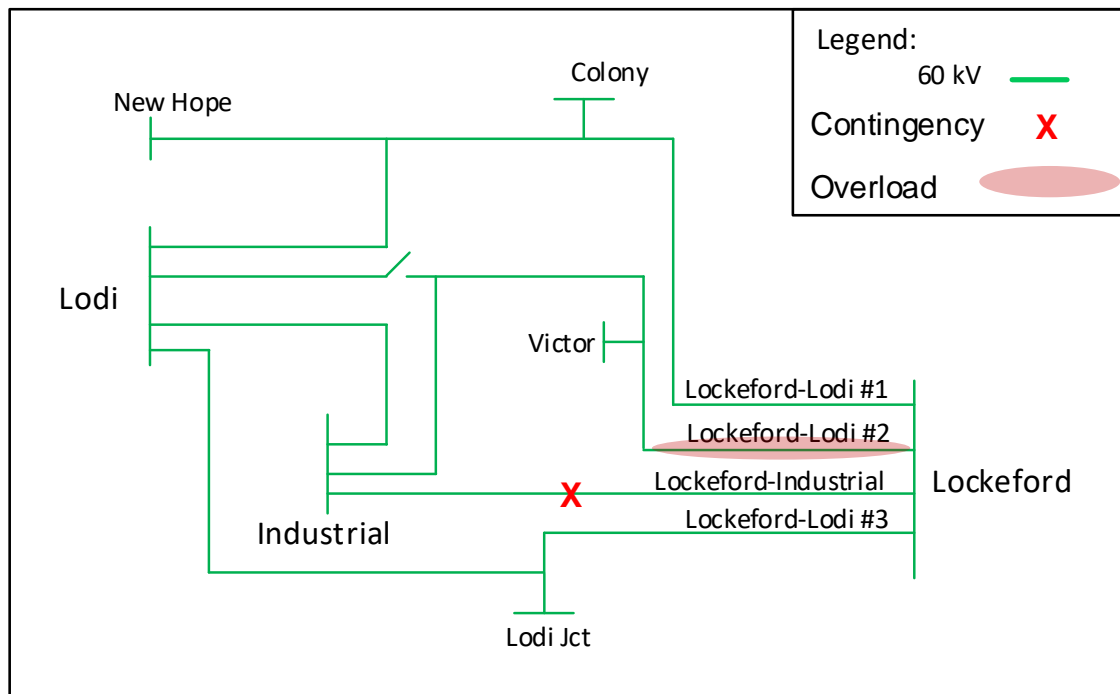 Legend:
60 kV
Contingency X
Overload
Colony
New Hope
Lodi
Victor
Lockeford-Lodi #1
Lockeford-Lodi #2
Lockeford-Industrial
Lockeford
X
Lockeford-Lodi #3
Industrial
Lodi Jct